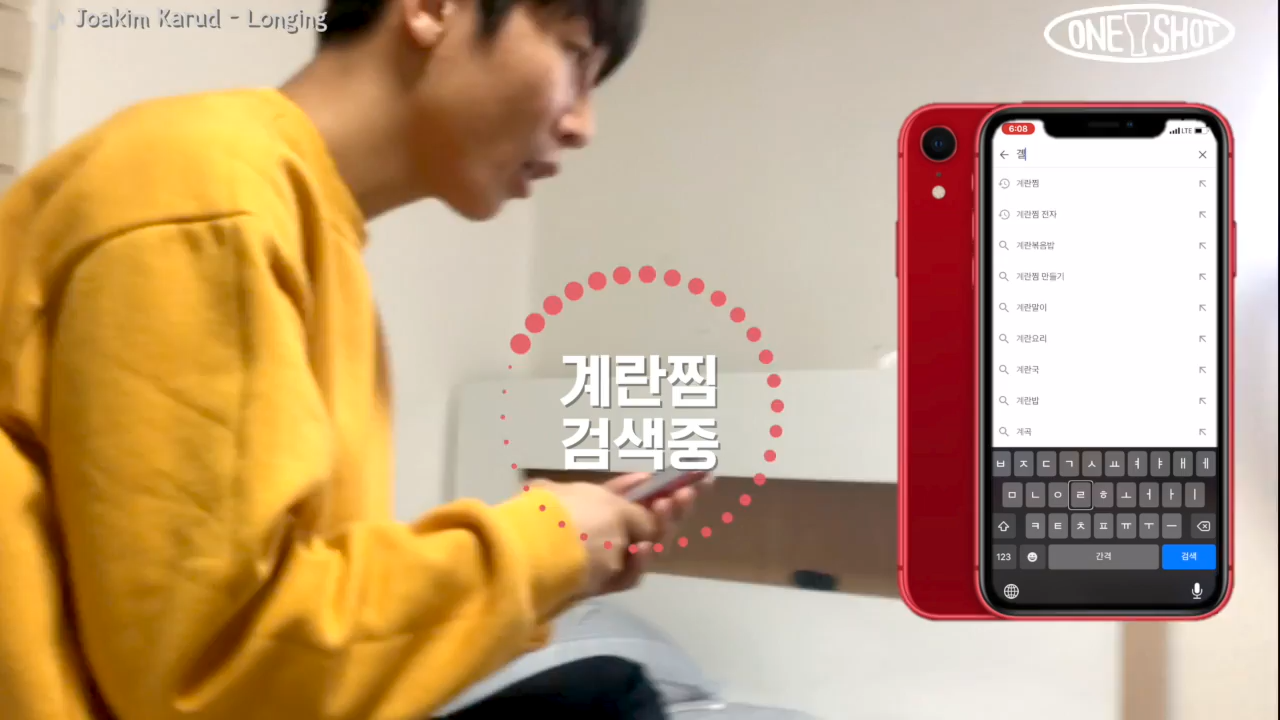 ♪ Joakim Karud - Longing
ONE SHOT
계란찜
검색중
6:08
LTE
곌
계란찜
계란찜 전자
계란볶음밥
계란찜 만들기
계란말이
계란요리
계란국
계란밥
계곡
ㅂ ㅈ ㄷ ㄱ ㅅ ㅛ ㅕ ㅑ ㅐ ㅔ
ㅁ ㄴ ㅇ ㄹ ㅎ ㅗ ㅓ ㅏ ㅣ
ㅋ ㅌ ㅊ ㅍ ㅠ ㅜ ㅡ
123 간격 검색